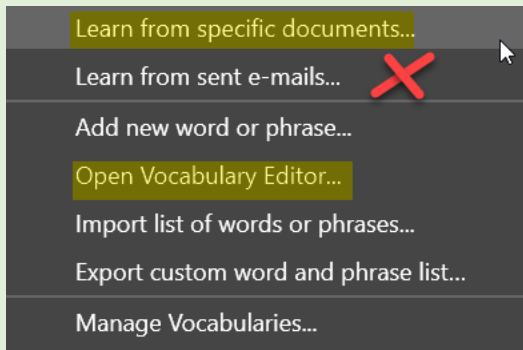 Learn from specific documents...
Learn from sent e-mails...
Add new word or phrase...
Open Vocabulary Editor...
Import list of words or phrases...
Export custom word and phrase list...
Manage Vocabularies...